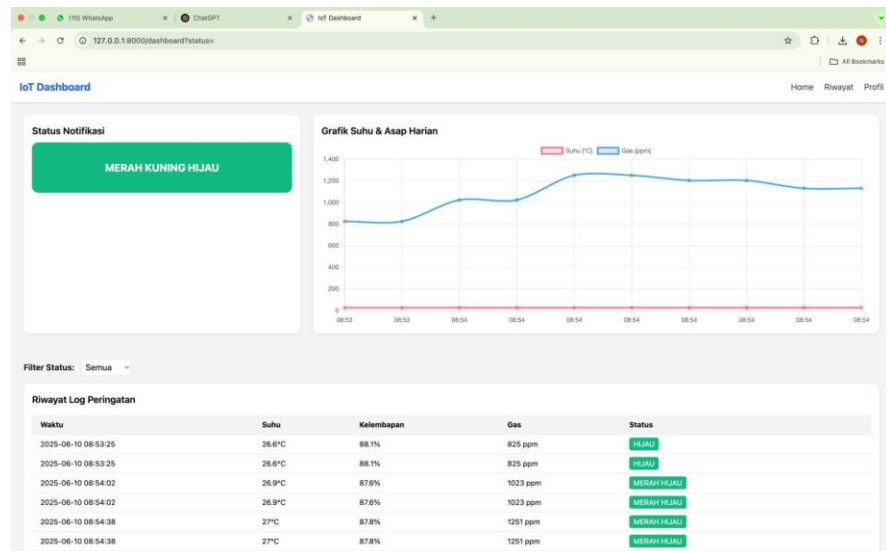 (10) WhatsApp
ChatGPT
IoT Dashboard
127.0.0.1:8000/dashboard?status=
All Bookmarks
IoT Dashboard
Home Riwayat Profil
Status Notifikasi
MERAH KUNING HIJAU
Grafik Suhu & Asap Harian
Suhu (°C) Gas (ppm)
1,400
1,200
1,000
800
600
400
200
0
08:53 08:53 08:54 08:54 08:54 08:54 08:54 08:54 08:54 08:54
Filter Status: Semua
Riwayat Log Peringatan
Waktu Suhu Kelembapan Gas Status
2025-06-10 08:53:25 26.6°C 88.1% 825 ppm HIJAU
2025-06-10 08:53:25 26.6°C 88.1% 825 ppm HIJAU
2025-06-10 08:54:02 26.9°C 87.6% 1023 ppm MERAH HIJAU
2025-06-10 08:54:02 26.9°C 87.6% 1023 ppm MERAH HIJAU
2025-06-10 08:54:38 27°C 87.8% 1251 ppm MERAH HIJAU
2025-06-10 08:54:38 27°C 87.8% 1251 ppm MERAH HIJAU